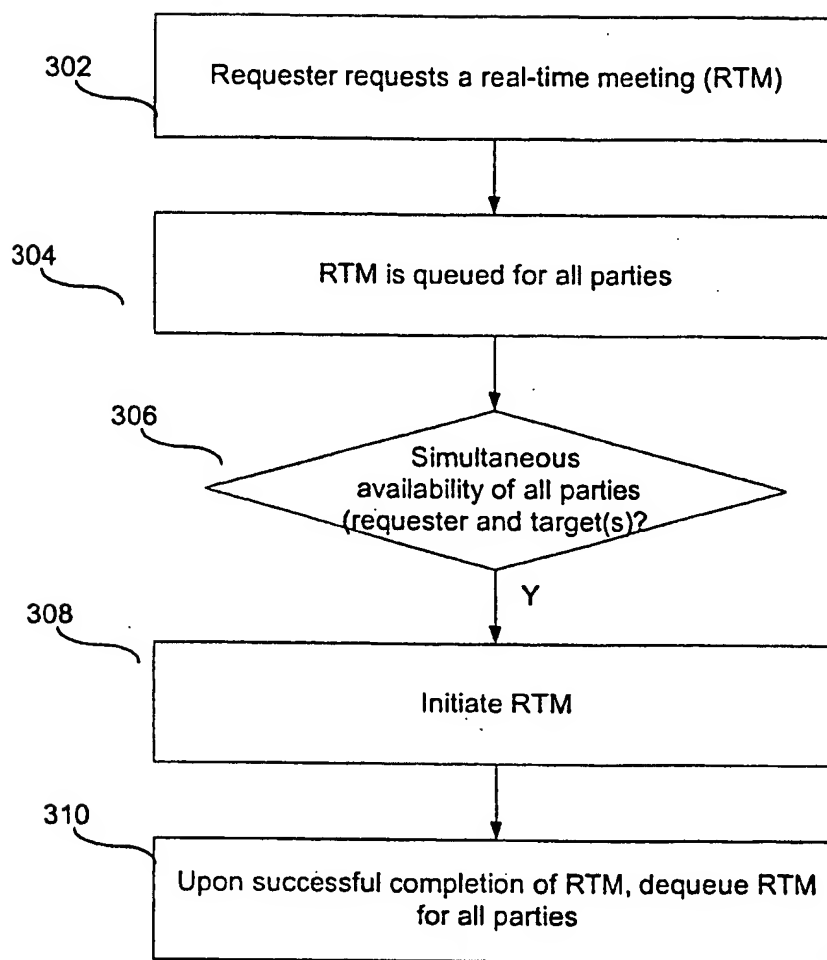 302
Requester requests a real-time meeting (RTM)
304
RTM is queued for all parties
306
Simultaneous
availability of all parties
(requester and target(s)?
Y
308
Initiate RTM
310
Upon successful completion of RTM, dequeue RTM
for all parties